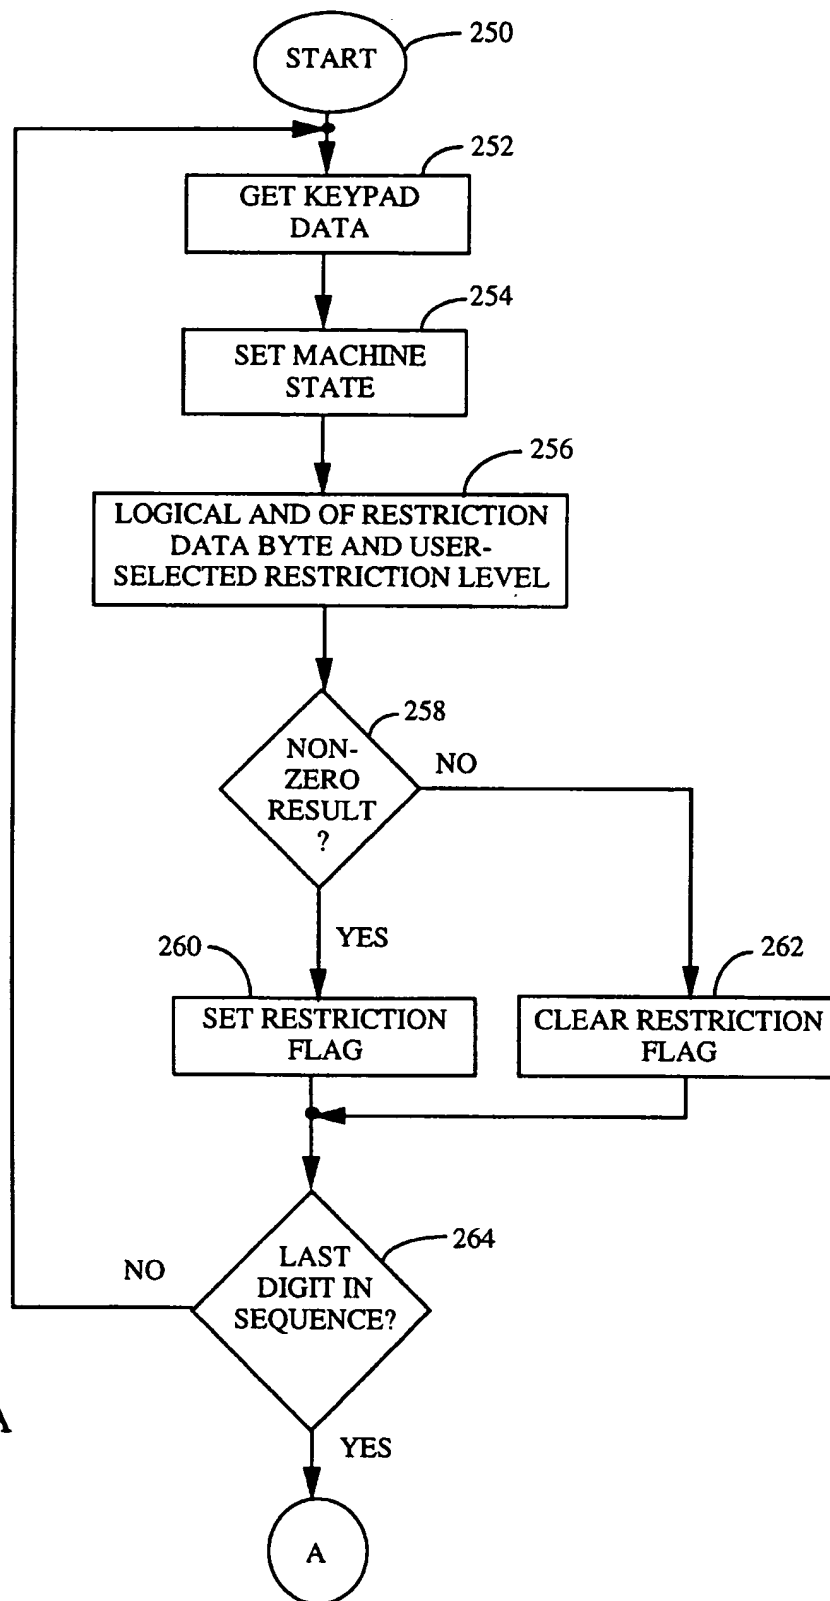 START
250
252
GET KEYPAD
DATA
254
SET MACHINE
STATE
256
LOGICAL AND OF RESTRICTION
DATA BYTE AND USER-
SELECTED RESTRICTION LEVEL
258
NON-
ZERO
RESULT
?
NO
YES
260
262
SET RESTRICTION
FLAG
CLEAR RESTRICTION
FLAG
264
LAST
DIGIT IN
SEQUENCE?
NO
A
YES
A